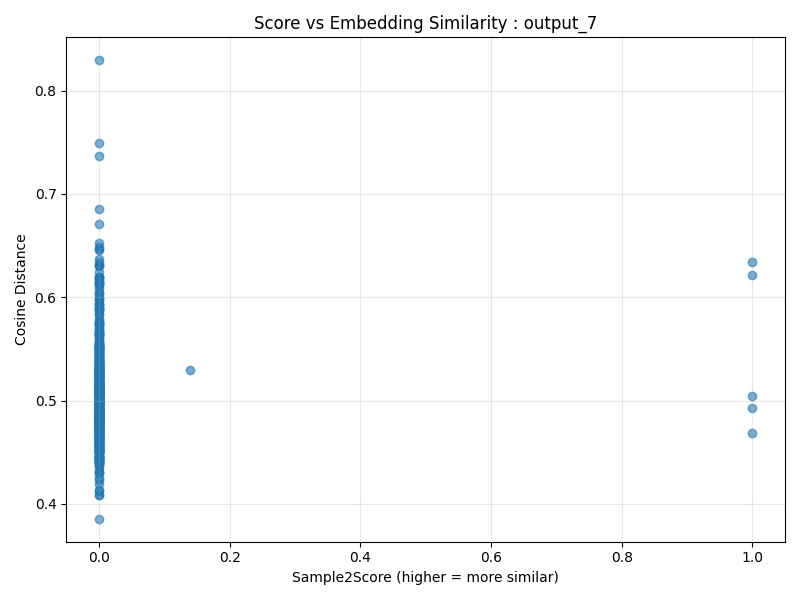 Score vs Embedding Similarity : output_7
Cosine Distance
0.8
0.7
0.6
0.5
0.4
0.0 0.2 0.4 0.6 0.8 1.0
Sample2Score (higher = more similar)